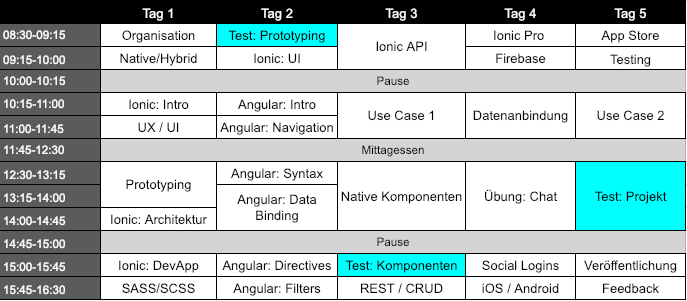 Tag 1 Tag 2 Tag 3 Tag 4 Tag 5
08:30-09:15 Organisation Test: Prototyping Ionic API Ionic Pro App Store
09:15-10:00 Native/Hybrid Ionic: UI Firebase Testing
10:00-10:15 Pause
10:15-11:00 Ionic: Intro Angular: Intro Use Case 1 Datenanbindung Use Case 2
11:00-11:45 UX / UI Angular: Navigation
11:45-12:30 Mittagessen
12:30-13:15 Prototyping Angular: Syntax Native Komponenten Übung: Chat Test: Projekt
13:15-14:00 Angular: Data
Binding
14:00-14:45 Ionic: Architektur
14:45-15:00 Pause
15:00-15:45 Ionic: DevApp Angular: Directives Test: Komponenten Social Logins Veröffentlichung
15:45-16:30 SASS/SCSS Angular: Filters REST / CRUD iOS / Android Feedback